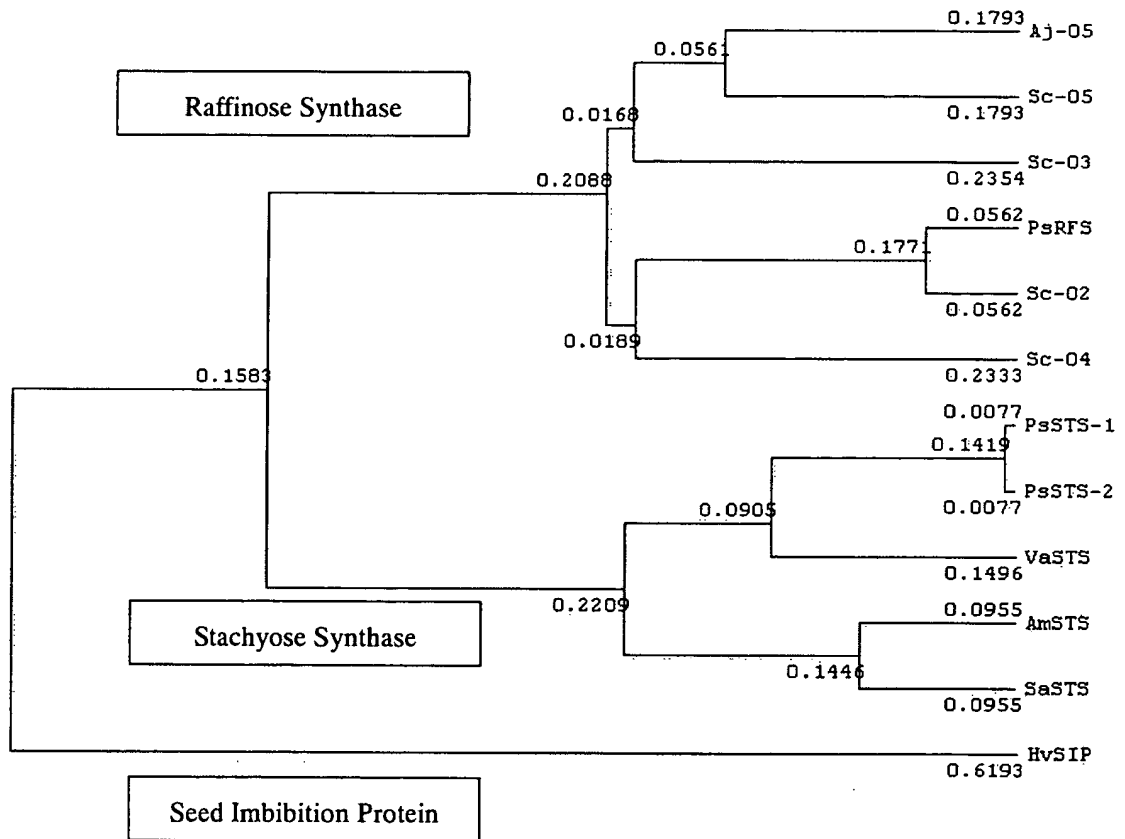 0.1793
Aj-05
0.0561
Raffinose Synthase
Sc-05
0.1793
0.0168
Sc-03
0.2354
0.2088
0.0562
PsRFS
0.1771
Sc-02
0.0562
0.0189
Sc-04
0.2333
0.1583
0.0077
PsSTS-1
0.1419
PsSTS-2
0.0077
0.0905
VaSTS
0.1496
0.2209
0.0955
AmSTS
Stachyose Synthase
0.1446
SaSTS
0.0955
HvSIP
0.6193
Seed Imbibition Protein